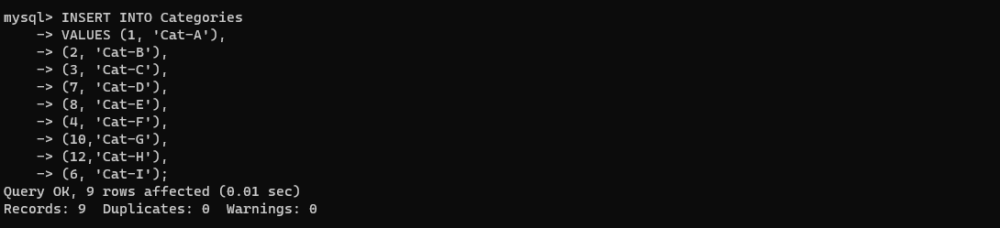 mysql> INSERT INTO Categories
    -> VALUES (1, 'Cat-A'),
    -> (2, 'Cat-B'),
    -> (3, 'Cat-C'),
    -> (7, 'Cat-D'),
    -> (8, 'Cat-E'),
    -> (4, 'Cat-F'),
    -> (10,'Cat-G'),
    -> (12,'Cat-H'),
    -> (6, 'Cat-I');
Query OK, 9 rows affected (0.01 sec)
Records: 9  Duplicates: 0  Warnings: 0